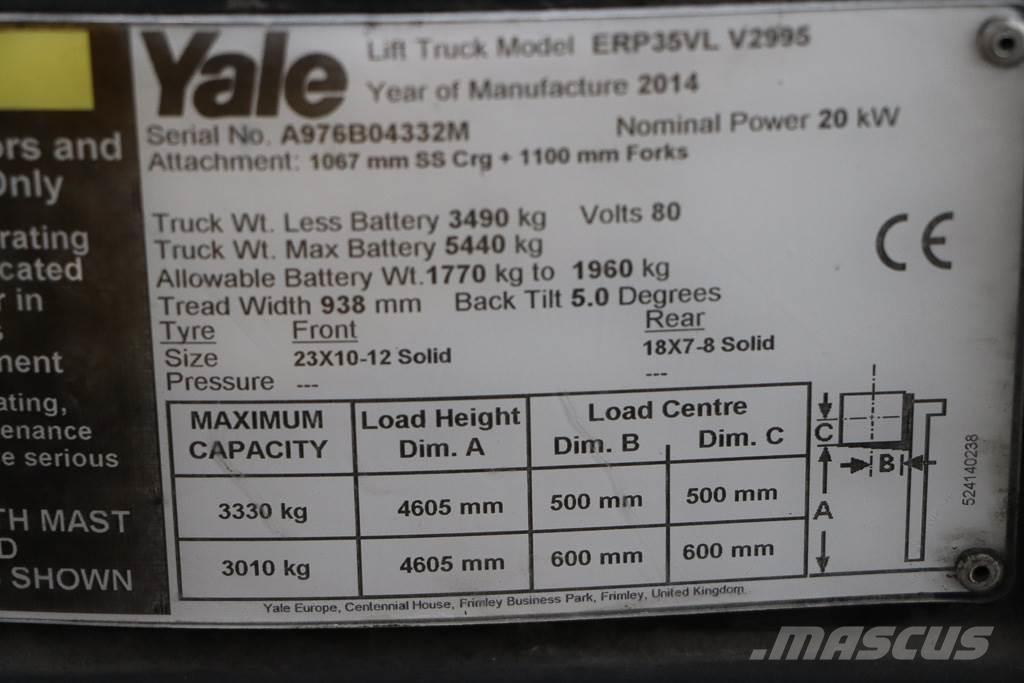 Yale
Lift Truck Model ERP35VL V2995
Year of Manufacture 2014
Serial No. A976B04332M Nominal Power 20 kW
Attachment: 1067 mm SS Crg + 1100 mm Forks
Truck Wt. Less Battery 3490 kg Volts 80
Truck Wt. Max Battery 5440 kg
Allowable Battery Wt. 1770 kg to 1960 kg
Tread Width 938 mm Back Tilt 5.0 Degrees
Tyre Front Rear
Size 23X10-12 Solid 18X7-8 Solid
Pressure --- ---
CE
MAXIMUM CAPACITY
Load Height Dim. A
Load Centre
Dim. B Dim. C
3330 kg 4605 mm 500 mm 500 mm
3010 kg 4605 mm 600 mm 600 mm
C
B
A
524140238
Yale Europe, Centennial House, Frimley Business Park, Frimley, United Kingdom
ors and
Only
rating
cated
r in
s
ment
ating,
enance
e serious
TH MAST
D
SHOWN
MASCUS